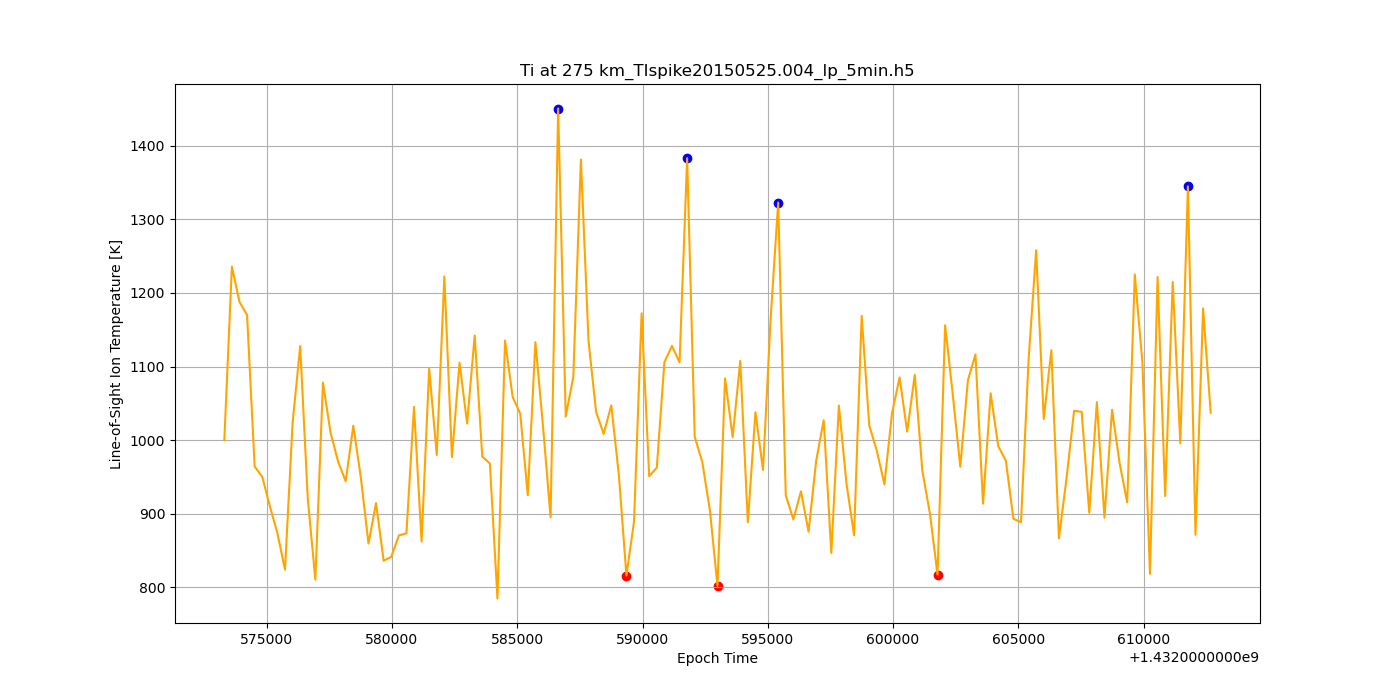 Ti at 275 km_TIspike20150525.004_lp_5min.h5
Line-of-Sight Ion Temperature [K]
1400
1300
1200
1100
1000
900
800
575000 580000 585000 590000 595000 600000 605000 610000
Epoch Time
+1.4320000000e9